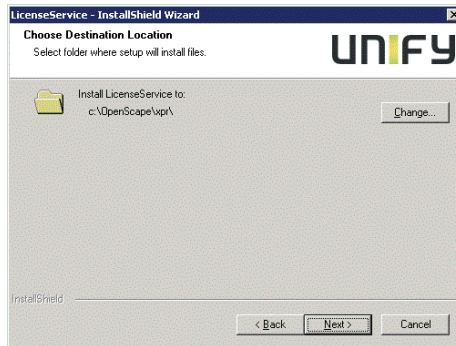 LicenseService - InstallShield Wizard
Choose Destination Location
Select folder where setup will install files.
UNIFY
Install LicenseService to:
c:\OpenScape\xpr\
Change...
InstallShield
< Back
Next >
Cancel